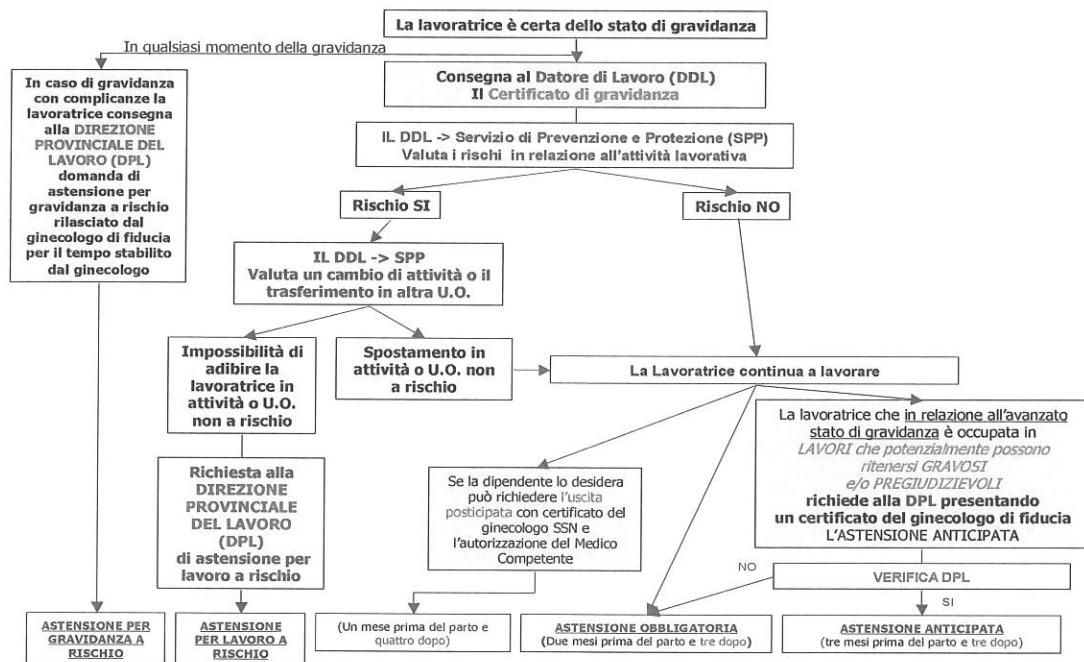 La lavoratrice è certa dello stato di gravidanza
In qualsiasi momento della gravidanza
In caso di gravidanza
con complicanze la
lavoratrice consegna
alla DIREZIONE
PROVINCIALE DEL
LAVORO (DPL)
domanda di
astensione per
gravidanza a rischio
rilasciato dal
ginecologo di fiducia
per il tempo stabilito
dal ginecologo
Consegna al Datore di Lavoro (DDL)
Il Certificato di gravidanza
IL DDL -> Servizio di Prevenzione e Protezione (SPP)
Valuta i rischi in relazione all'attività lavorativa
Rischio SI
Rischio NO
IL DDL -> SPP
Valuta un cambio di attività o il
trasferimento in altra U.O.
Impossibilità di
adibire la
lavoratrice in
attività o U.O.
non a rischio
Spostamento in
attività o U.O. non
a rischio
La Lavoratrice continua a lavorare
Richiesta alla
DIREZIONE
PROVINCIALE
DEL LAVORO
(DPL)
di astensione per
lavoro a rischio
Se la dipendente lo desidera
può richiedere l'uscita
posticipata con certificato del
ginecologo SSN e
l'autorizzazione del Medico
Competente
La lavoratrice che in relazione all'avanzato
stato di gravidanza è occupata in
LAVORI che potenzialmente possono
ritenersi GRAVOSI
e/o PREGIUDIZIEVOLI
richiede alla DPL presentando
un certificato del ginecologo di fiducia
L'ASTENSIONE ANTICIPATA
NO
VERIFICA DPL
SI
ASTENSIONE PER
GRAVIDANZA A
RISCHIO
ASTENSIONE
PER LAVORO A
RISCHIO
(Un mese prima del parto e
quattro dopo)
ASTENSIONE OBBLIGATORIA
(Due mesi prima del parto e tre dopo)
ASTENSIONE ANTICIPATA
(tre mesi prima del parto e tre dopo)